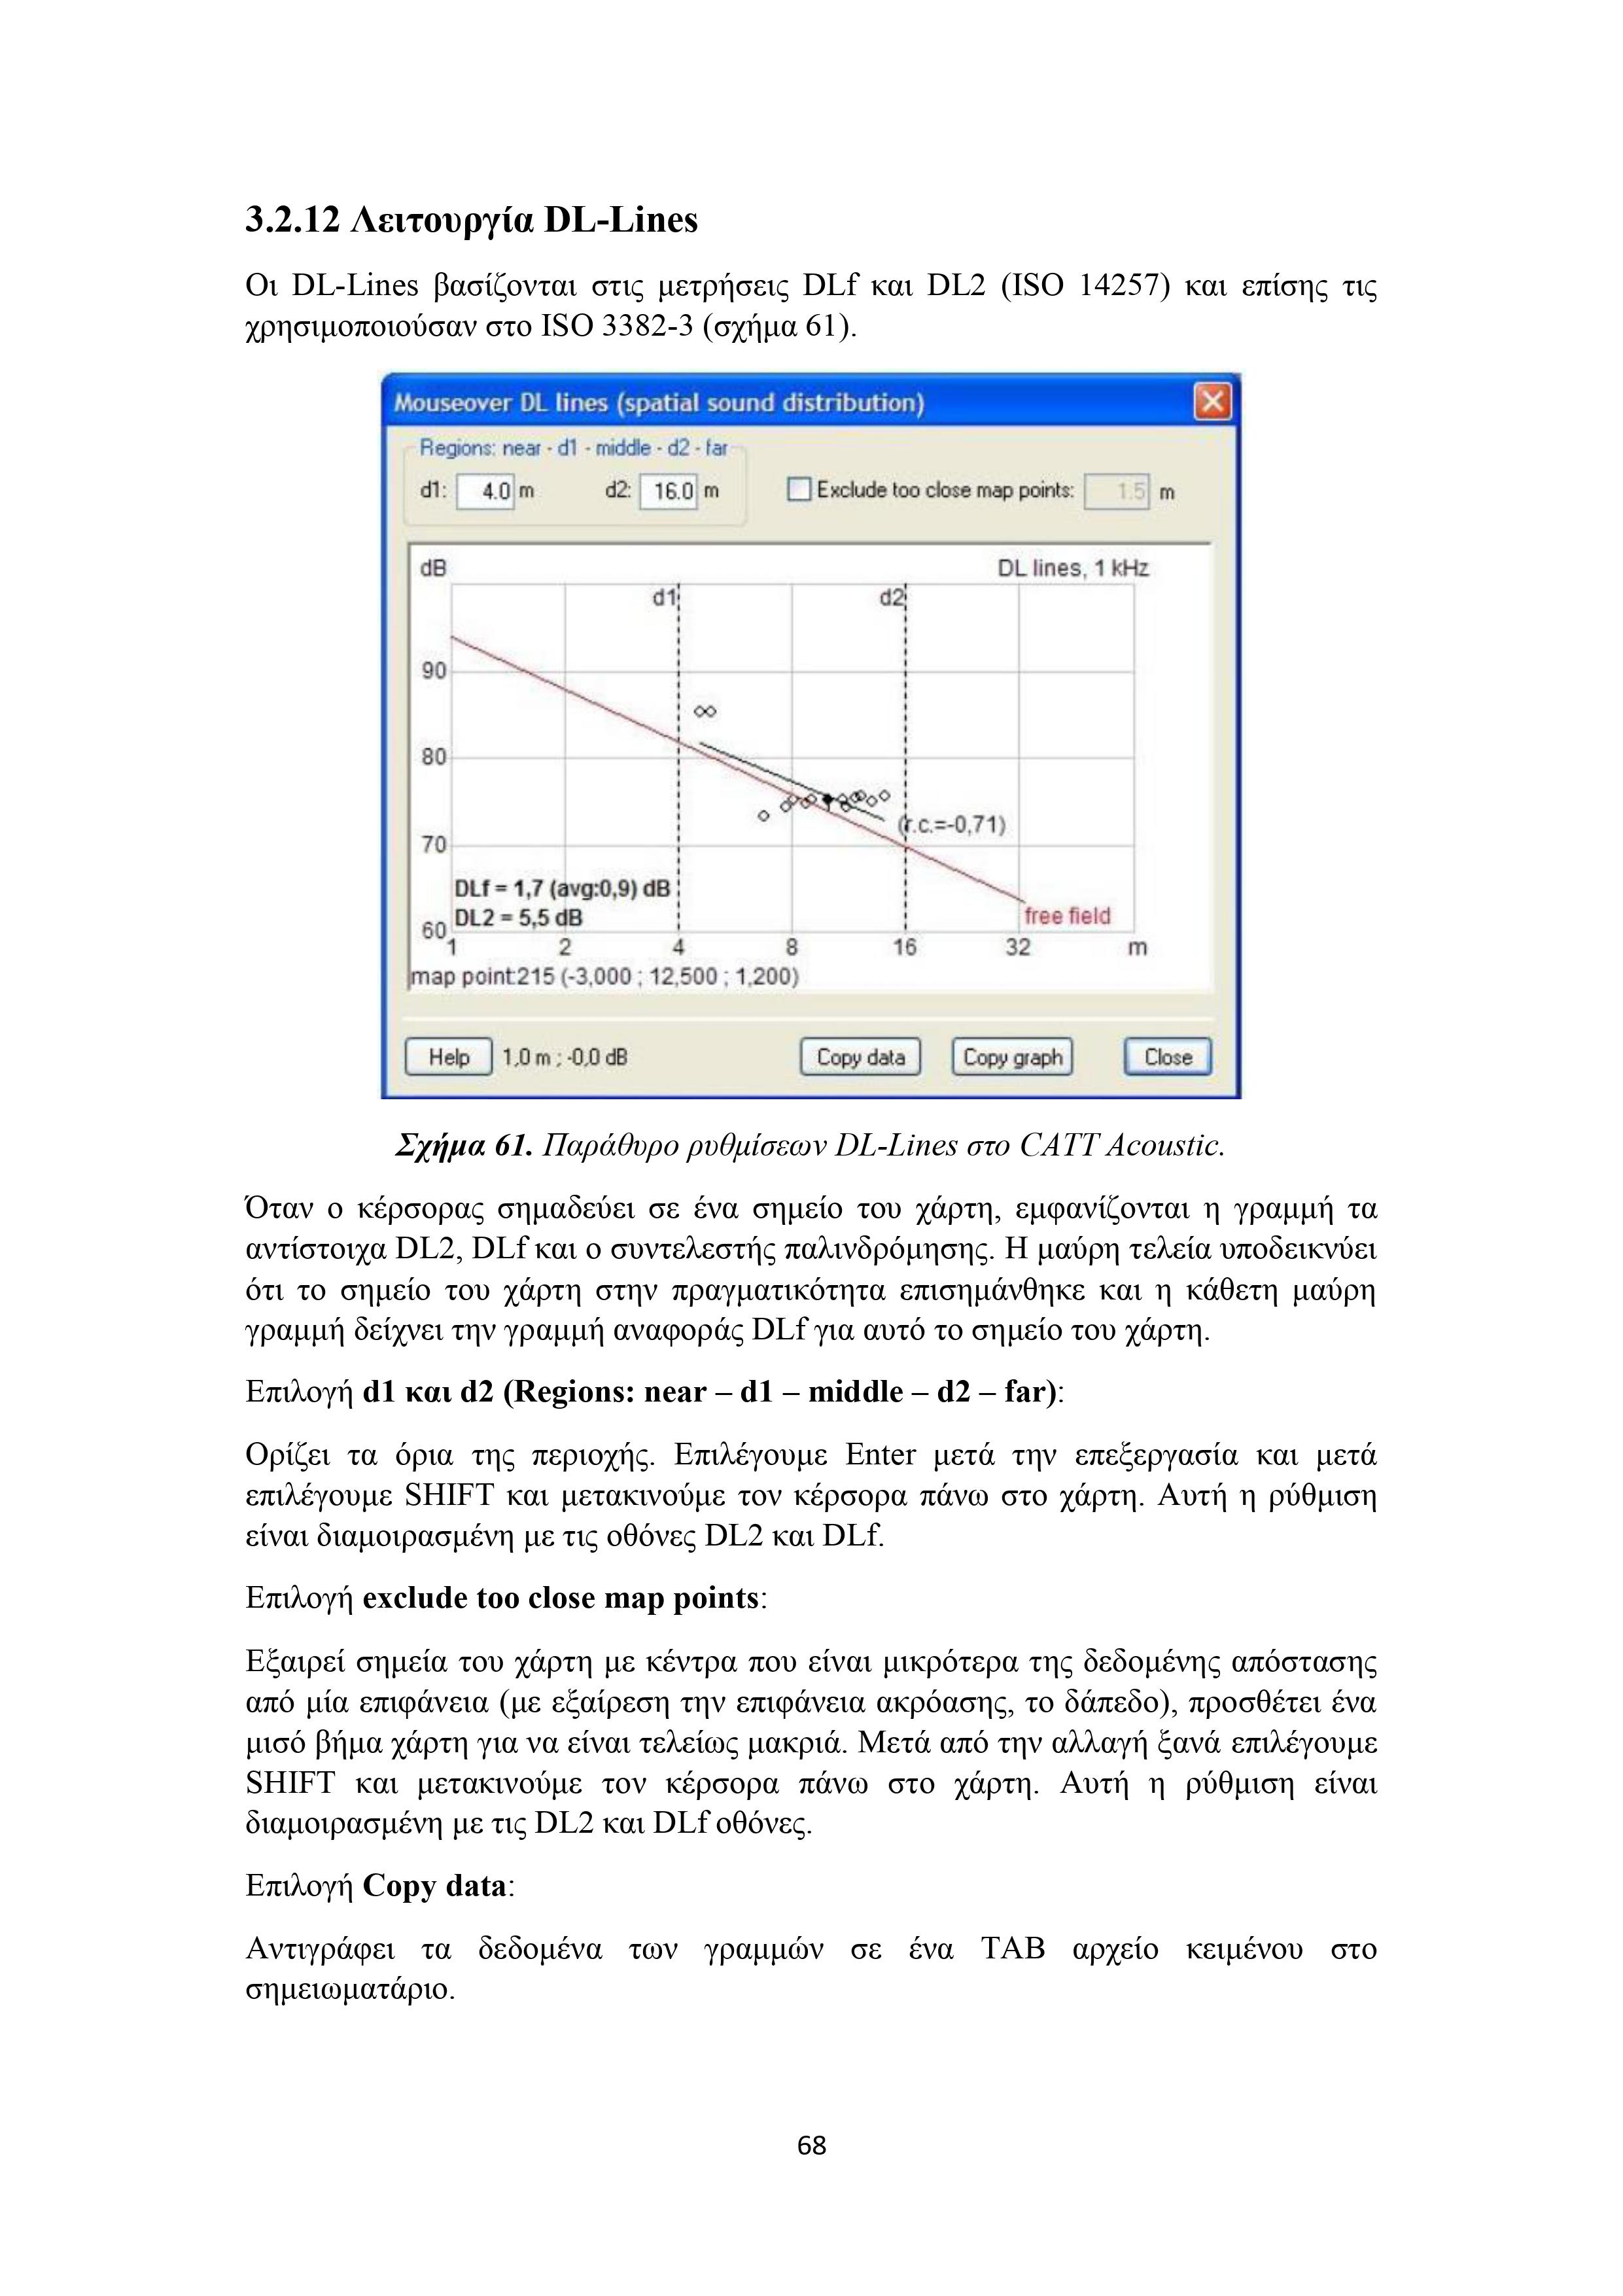 3.2.12 Λειτουργία DL-Lines
Οι DL-Lines βασίζονται στις μετρήσεις DLf και DL2 (ISO 14257) και επίσης τις
χρησιμοποιούσαν στο ISO 3382-3 (σχήμα 61).
Mouseover DL lines (spatial sound distribution)
Regions: near - d1 - middle - d2 - far
d1: 4.0 m d2: 16.0 m Exclude too close map points: 1.5 m
dB DL lines, 1 kHz
d1 d2
90
80
70
(r.c.=-0,71)
DLf = 1,7 (avg:0,9) dB
DL2 = 5,5 dB
free field
60
1 2 4 8 16 32 m
map point:215 (-3,000 ; 12,500 ; 1,200)
Help 1,0 m ; -0,0 dB Copy data Copy graph Close
Σχήμα 61. Παράθυρο ρυθμίσεων DL-Lines στο CATT Acoustic.
Όταν ο κέρσορας σημαδεύει σε ένα σημείο του χάρτη, εμφανίζονται η γραμμή τα
αντίστοιχα DL2, DLf και ο συντελεστής παλινδρόμησης. Η μαύρη τελεία υποδεικνύει
ότι το σημείο του χάρτη στην πραγματικότητα επισημάνθηκε και η κάθετη μαύρη
γραμμή δείχνει την γραμμή αναφοράς DLf για αυτό το σημείο του χάρτη.
Επιλογή d1 και d2 (Regions: near – d1 – middle – d2 – far):
Ορίζει τα όρια της περιοχής. Επιλέγουμε Enter μετά την επεξεργασία και μετά
επιλέγουμε SHIFT και μετακινούμε τον κέρσορα πάνω στο χάρτη. Αυτή η ρύθμιση
είναι διαμοιρασμένη με τις οθόνες DL2 και DLf.
Επιλογή exclude too close map points:
Εξαιρεί σημεία του χάρτη με κέντρα που είναι μικρότερα της δεδομένης απόστασης
από μία επιφάνεια (με εξαίρεση την επιφάνεια ακρόασης, το δάπεδο), προσθέτει ένα
μισό βήμα χάρτη για να είναι τελείως μακριά. Μετά από την αλλαγή ξανά επιλέγουμε
SHIFT και μετακινούμε τον κέρσορα πάνω στο χάρτη. Αυτή η ρύθμιση είναι
διαμοιρασμένη με τις DL2 και DLf οθόνες.
Επιλογή Copy data:
Αντιγράφει τα δεδομένα των γραμμών σε ένα TAB αρχείο κειμένου στο
σημειωματάριο.
68